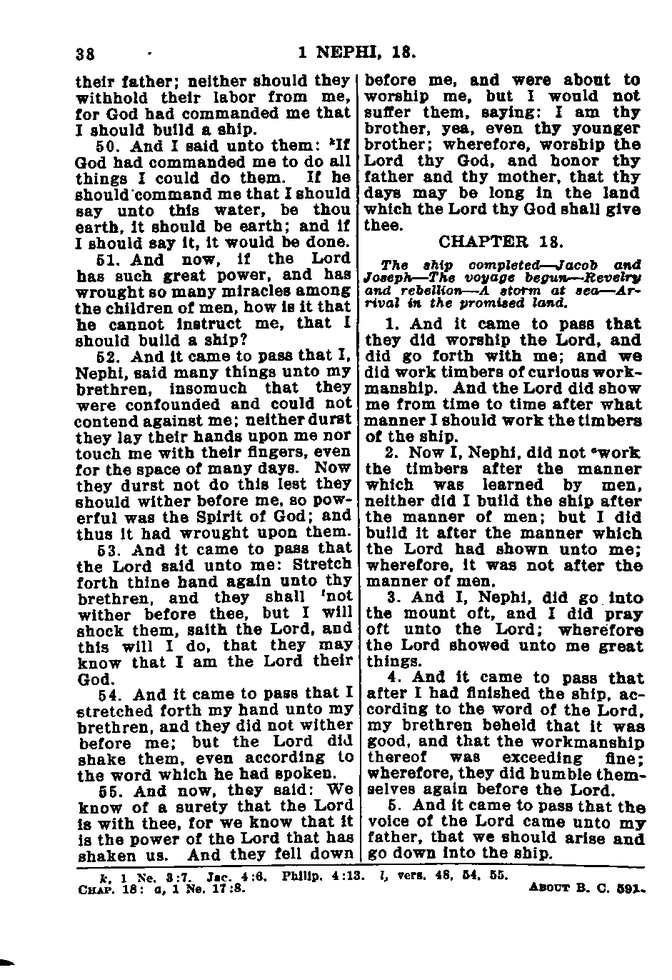 38
1 NEPHI, 18.
their father; neither should they
withhold their labor from me,
for God had commanded me that
I should build a ship.
50. And I said unto them: kIf
God had commanded me to do all
things I could do them. If he
should command me that I should
say unto this water, be thou
earth, it should be earth; and if
I should say it, it would be done.
51. And now, if the Lord
has such great power, and has
wrought so many miracles among
the children of men, how is it that
he cannot instruct me, that I
should build a ship?
52. And it came to pass that I,
Nephi, said many things unto my
brethren, insomuch that they
were confounded and could not
contend against me; neither durst
they lay their hands upon me nor
touch me with their fingers, even
for the space of many days. Now
they durst not do this lest they
should wither before me, so pow-
erful was the Spirit of God; and
thus it had wrought upon them.
53. And it came to pass that
the Lord said unto me: Stretch
forth thine hand again unto thy
brethren, and they shall lnot
wither before thee, but I will
shock them, saith the Lord, and
this will I do, that they may
know that I am the Lord their
God.
54. And it came to pass that I
stretched forth my hand unto my
brethren, and they did not wither
before me; but the Lord did
shake them, even according to
the word which he had spoken.
55. And now, they said: We
know of a surety that the Lord
is with thee, for we know that it
is the power of the Lord that has
shaken us. And they fell down
before me, and were about to
worship me, but I would not
suffer them, saying: I am thy
brother, yea, even thy younger
brother; wherefore, worship the
Lord thy God, and honor thy
father and thy mother, that thy
days may be long in the land
which the Lord thy God shall give
thee.
CHAPTER 18.
The ship completed—Jacob and
Joseph—The voyage begun—Revelry
and rebellion—A storm at sea—Ar-
rival in the promised land.
1. And it came to pass that
they did worship the Lord, and
did go forth with me; and we
did work timbers of curious work-
manship. And the Lord did show
me from time to time after what
manner I should work the timbers
of the ship.
2. Now I, Nephi, did not awork
the timbers after the manner
which was learned by men,
neither did I build the ship after
the manner of men; but I did
build it after the manner which
the Lord had shown unto me;
wherefore, it was not after the
manner of men.
3. And I, Nephi, did go into
the mount oft, and I did pray
oft unto the Lord; wherefore
the Lord showed unto me great
things.
4. And it came to pass that
after I had finished the ship, ac-
cording to the word of the Lord,
my brethren beheld that it was
good, and that the workmanship
thereof was exceeding fine;
wherefore, they did humble them-
selves again before the Lord.
5. And it came to pass that the
voice of the Lord came unto my
father, that we should arise and
go down into the ship.
k, 1 Ne. 3:7. Jac. 4:6. Philip. 4:13. l, vers. 48, 54, 55.
CHAP. 18: a, 1 Ne. 17:8.
ABOUT B. C. 591.